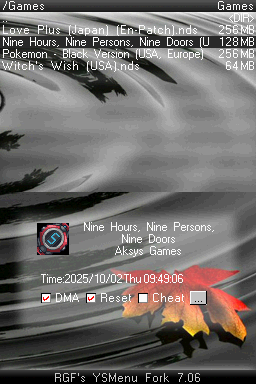 /Games Games
.. <DIR>
Love Plus (Japan) (En-Patch).nds 256MB
Nine Hours, Nine Persons, Nine Doors (U 128MB
Pokemon - Black Version (USA, Europe) 256MB
Witch's Wish (USA).nds 64MB
Nine Hours, Nine Persons,
Nine Doors
Aksys Games
Time:2025/10/02Thu 09:49:06
DMA Reset Cheat ...
RGF's YSMenu Fork 7.06